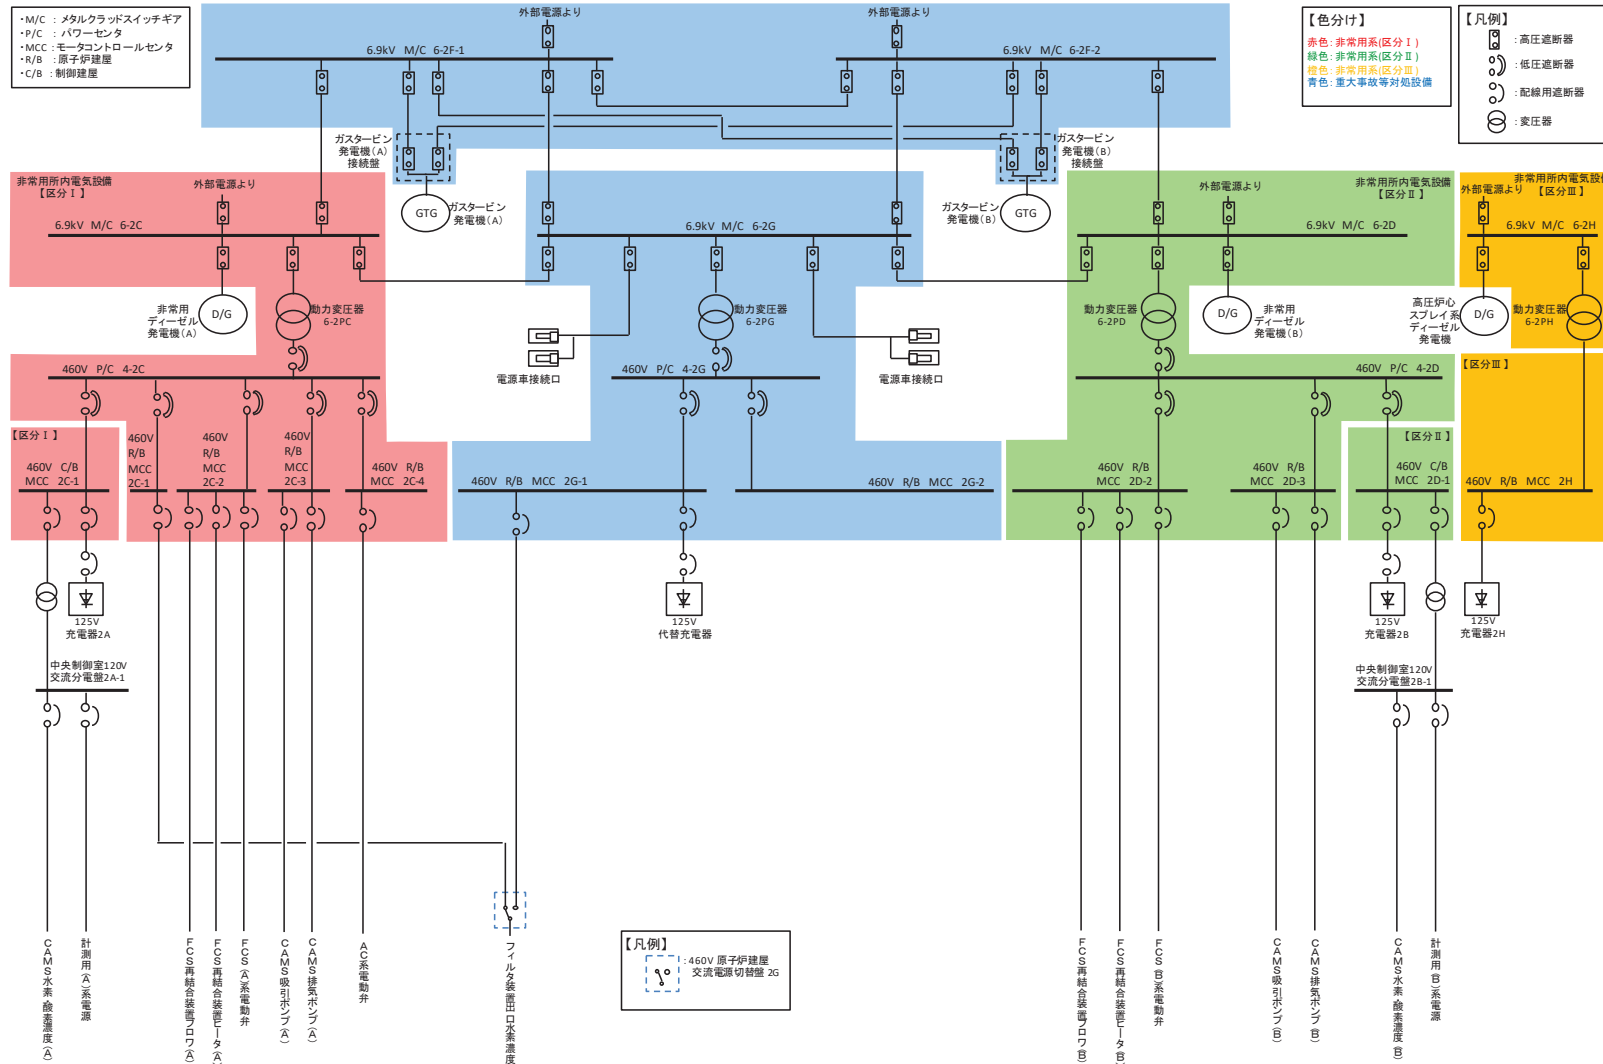 ・M/C ：メタルクラッドスイッチギア
・P/C ：パワーセンタ
・MCC：モータコントロールセンタ
・R/B ：原子炉建屋
・C/B ：制御建屋
外部電源より
外部電源より
6.9kV M/C 6-2F-1
6.9kV M/C 6-2F-2
【色分け】
赤色：非常用系(区分Ⅰ)
緑色：非常用系(区分Ⅱ)
橙色：非常用系(区分Ⅲ)
青色：重大事故等対処設備
【凡例】
：高圧遮断器
：低圧遮断器
：配線用遮断器
：変圧器
ガスタービン
発電機(A)
接続盤
ガスタービン
発電機(B)
接続盤
GTG
ガスタービン
発電機(A)
ガスタービン
発電機(B)
GTG
非常用所内電気設備
【区分Ⅰ】
外部電源より
6.9kV M/C 6-2C
D/G
非常用
ディーゼル
発電機(A)
動力変圧器
6-2PC
460V P/C 4-2C
6.9kV M/C 6-2G
動力変圧器
6-2PG
電源車接続口
電源車接続口
460V P/C 4-2G
外部電源より
非常用所内電気設備
【区分Ⅱ】
6.9kV M/C 6-2D
動力変圧器
6-2PD
D/G
非常用
ディーゼル
発電機(B)
460V P/C 4-2D
非常用所内電気設備
【区分Ⅲ】
外部電源より
6.9kV M/C 6-2H
高圧炉心
スプレイ系
ディーゼル
発電機
D/G
動力変圧器
6-2PH
【区分Ⅲ】
【区分Ⅰ】
460V C/B
MCC 2C-1
460V
R/B
MCC
2C-1
460V
R/B
MCC
2C-2
460V
R/B
MCC
2C-3
460V R/B
MCC 2C-4
460V R/B MCC 2G-1
460V R/B MCC 2G-2
460V R/B
MCC 2D-2
460V R/B
MCC 2D-3
【区分Ⅱ】
460V C/B
MCC 2D-1
460V R/B MCC 2H
125V
充電器2A
125V
代替充電器
125V
充電器2B
125V
充電器2H
中央制御室120V
交流分電盤2A-1
中央制御室120V
交流分電盤2B-1
CAMS水素・酸素濃度(A)
計測用(A)系電源
FCS再結合装置ブロワ(A)
FCS再結合装置ヒータ(A)
FCS(A)系電動弁
CAMS吸引ポンプ(A)
CAMS排気ポンプ(A)
AC系電動弁
フィルタ装置出口水素濃度
【凡例】
：460V 原子炉建屋
交流電源切替盤 2G
FCS再結合装置ブロワ(B)
FCS再結合装置ヒータ(B)
FCS(B)系電動弁
CAMS吸引ポンプ(B)
CAMS排気ポンプ(B)
CAMS水素・酸素濃度(B)
計測用(B)系電源